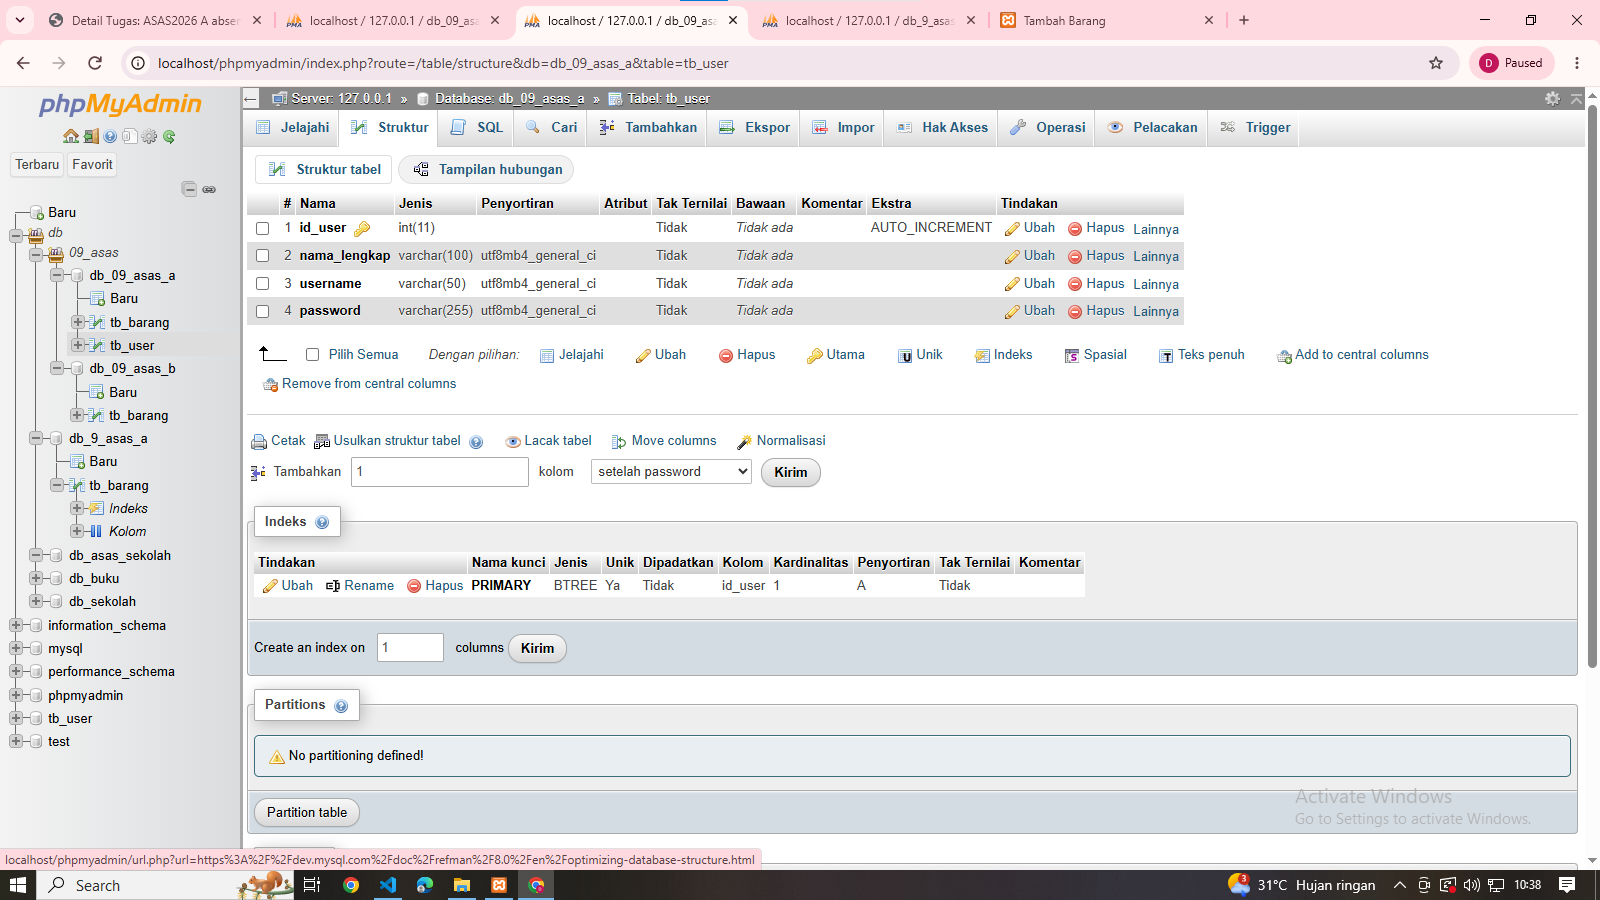 Detail Tugas: ASAS2026 A absen
localhost / 127.0.0.1 / db_09_asa
localhost / 127.0.0.1 / db_09_asa
localhost / 127.0.0.1 / db_9_asas
Tambah Barang
localhost/phpmyadmin/index.php?route=/table/structure&db=db_09_asas_a&table=tb_user
D Paused
phpMyAdmin
Terbaru Favorit
Baru
db
09_asas
db_09_asas_a
Baru
tb_barang
tb_user
db_09_asas_b
Baru
tb_barang
db_9_asas_a
Baru
tb_barang
Indeks
Kolom
db_asas_sekolah
db_buku
db_sekolah
information_schema
mysql
performance_schema
phpmyadmin
tb_user
test
Server: 127.0.0.1 » Database: db_09_asas_a » Tabel: tb_user
Jelajahi Struktur SQL Cari Tambahkan Ekspor Impor Hak Akses Operasi Pelacakan Trigger
Struktur tabel Tampilan hubungan
# Nama Jenis Penyortiran Atribut Tak Ternilai Bawaan Komentar Ekstra Tindakan
1 id_user int(11) Tidak Tidak ada AUTO_INCREMENT Ubah Hapus Lainnya
2 nama_lengkap varchar(100) utf8mb4_general_ci Tidak Tidak ada Ubah Hapus Lainnya
3 username varchar(50) utf8mb4_general_ci Tidak Tidak ada Ubah Hapus Lainnya
4 password varchar(255) utf8mb4_general_ci Tidak Tidak ada Ubah Hapus Lainnya
Pilih Semua Dengan pilihan: Jelajahi Ubah Hapus Utama Unik Indeks Spasial Teks penuh Add to central columns
Remove from central columns
Cetak Usulkan struktur tabel Lacak tabel Move columns Normalisasi
Tambahkan 1 kolom setelah password Kirim
Indeks
Tindakan Nama kunci Jenis Unik Dipadatkan Kolom Kardinalitas Penyortiran Tak Ternilai Komentar
Ubah Rename Hapus PRIMARY BTREE Ya Tidak id_user 1 A Tidak
Create an index on 1 columns Kirim
Partitions
No partitioning defined!
Partition table
Activate Windows
Go to Settings to activate Windows.
localhost/phpmyadmin/url.php?url=https%3A%2F%2Fdev.mysql.com%2Fdoc%2Frefman%2F8.0%2Fen%2Foptimizing-database-structure.html
Search
3
31°C Hujan ringan
10:38